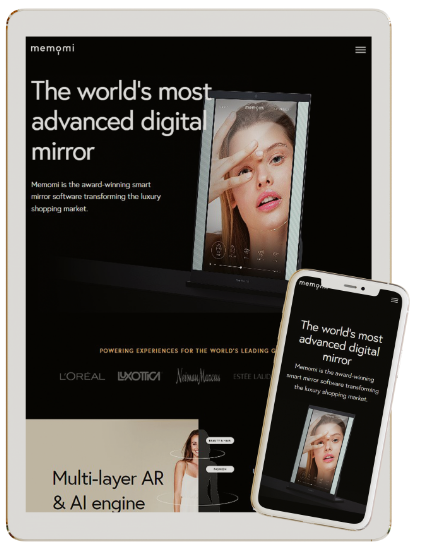 memomi
The world's most
advanced digital
mirror
Memomi is the award-winning smart
mirror software transforming the luxury
shopping market.
POWERING EXPERIENCES FOR THE WORLD'S LEADING
L'ORÉAL LUXOTTICA Neiman Marcus ESTĒE LAUD
Multi-layer AR
& AI engine
memomi
The world's most
advanced digital
mirror
Memomi is the award-winning
smart mirror software transforming
the luxury shopping market.